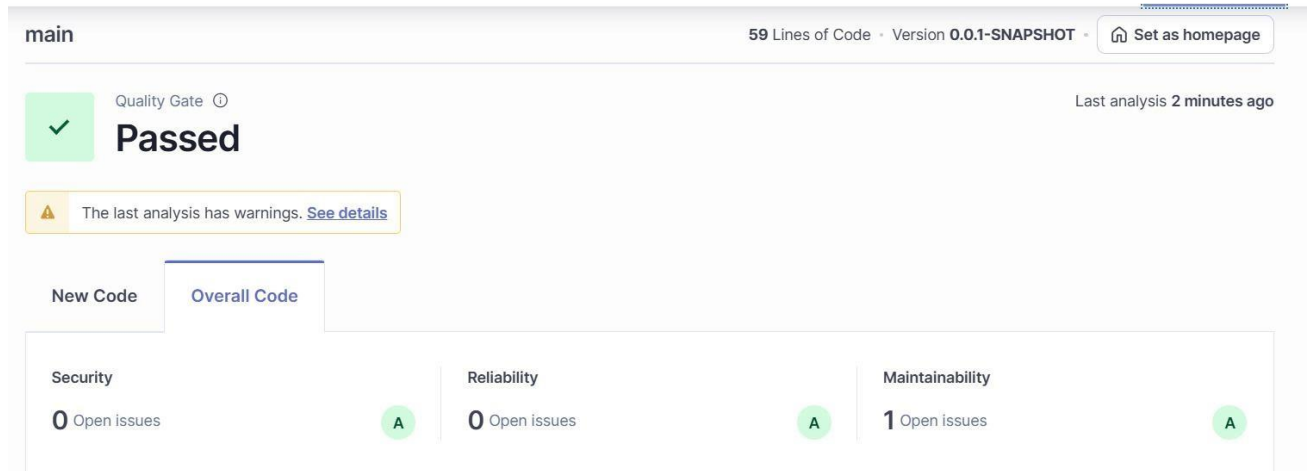 main
59 Lines of Code • Version 0.0.1-SNAPSHOT • Set as homepage
Quality Gate
Last analysis 2 minutes ago
Passed
The last analysis has warnings. See details
New Code Overall Code
Security Reliability Maintainability
0 Open issues A 0 Open issues A 1 Open issues A